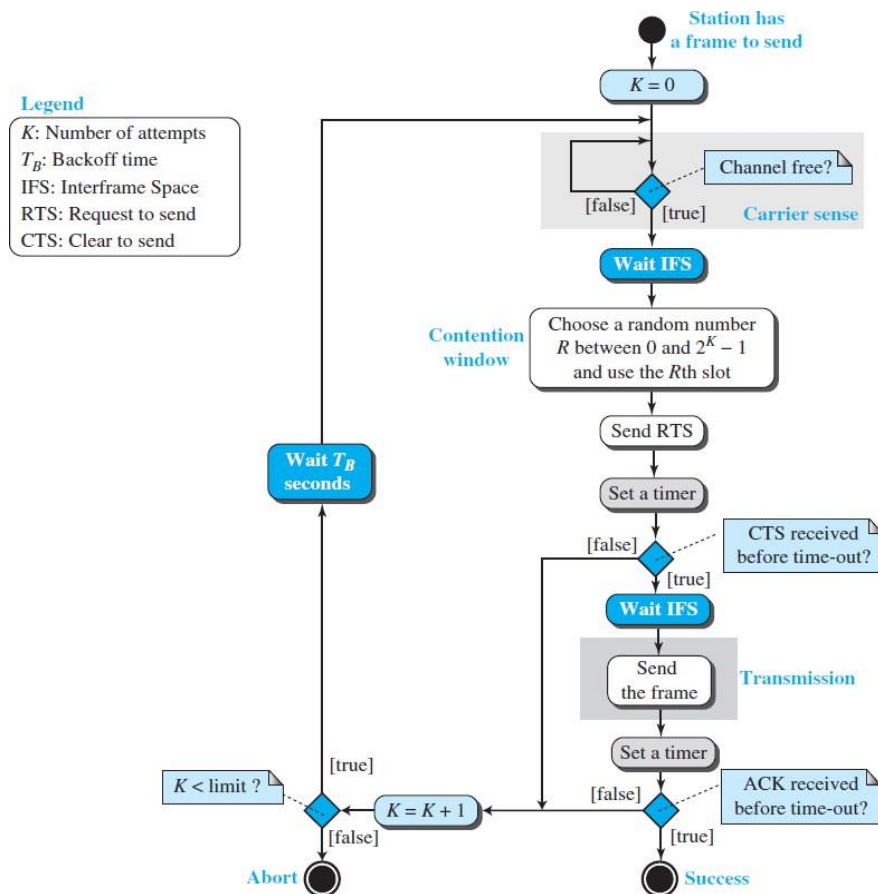 Station has
a frame to send
K = 0
Legend
K: Number of attempts
T_B: Backoff time
IFS: Interframe Space
RTS: Request to send
CTS: Clear to send
Channel free?
[false]
[true]
Carrier sense
Wait IFS
Contention
window
Choose a random number
R between 0 and 2^K − 1
and use the Rth slot
Send RTS
Wait T_B
seconds
Set a timer
CTS received
before time-out?
[false]
[true]
Wait IFS
Send
the frame
Transmission
Set a timer
[true]
K < limit ?
[false]
K = K + 1
[false]
ACK received
before time-out?
[true]
Abort
Success